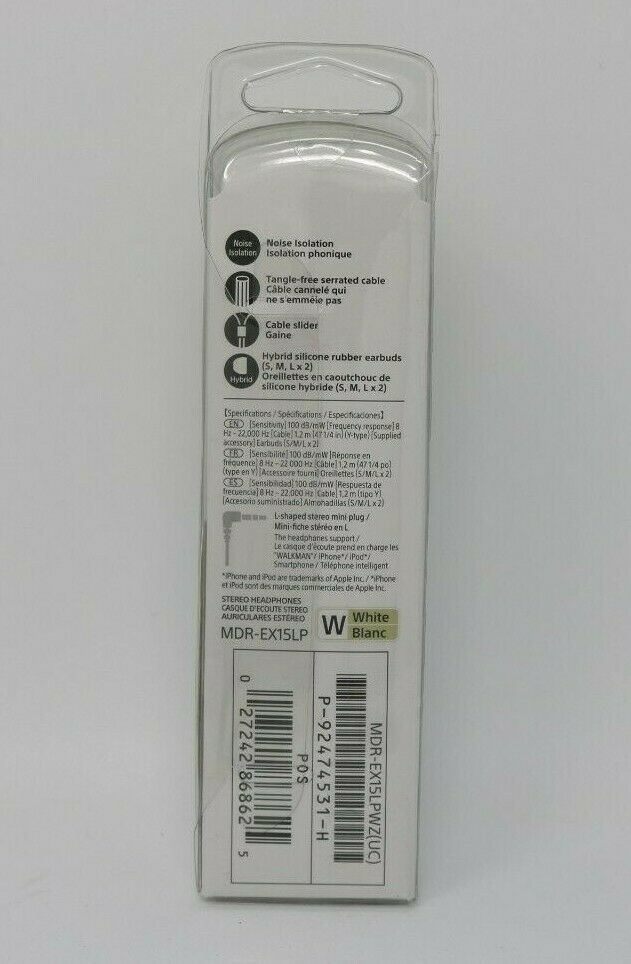 Noise
Isolation
Noise Isolation
Isolation phonique
Tangle-free serrated cable
Câble cannelé qui
ne s'emmêle pas
Cable slider
Gaine
Hybrid
Hybrid silicone rubber earbuds
(S, M, L x 2)
Oreillettes en caoutchouc de
silicone hybride (S, M, L x 2)
[Specifications / Spécifications / Especificaciones]
EN [Sensitivity] 100 dB/mW [Frequency response] 8
Hz – 22,000 Hz [Cable] 1.2 m (47 1/4 in) (Y-type) [Supplied
accessory] Earbuds (S/M/L x 2)
FR [Sensibilité] 100 dB/mW [Réponse en
fréquence] 8 Hz – 22 000 Hz [Câble] 1,2 m (47 1/4 po)
(type en Y) [Accessoire fourni] Oreillettes (S/M/L x 2)
ES [Sensibilidad] 100 dB/mW [Respuesta de
frecuencia] 8 Hz – 22,000 Hz [Cable] 1,2 m (tipo Y)
[Accesorio suministrado] Almohadillas (S/M/L x 2)
L-shaped stereo mini plug /
Mini-fiche stéréo en L
The headphones support /
Le casque d'écoute prend en charge les
"WALKMAN"/ iPhone*/ iPod*/
Smartphone / Téléphone intelligent
*iPhone and iPod are trademarks of Apple Inc. / *iPhone
et iPod sont des marques commerciales de Apple Inc.
STEREO HEADPHONES
CASQUE D'ÉCOUTE STÉRÉO
AURICULARES ESTÉREO
MDR-EX15LP
W White
Blanc
MDR-EX15LPWZ(UC)
P-92474531-H
POS
0 27242 86862 5